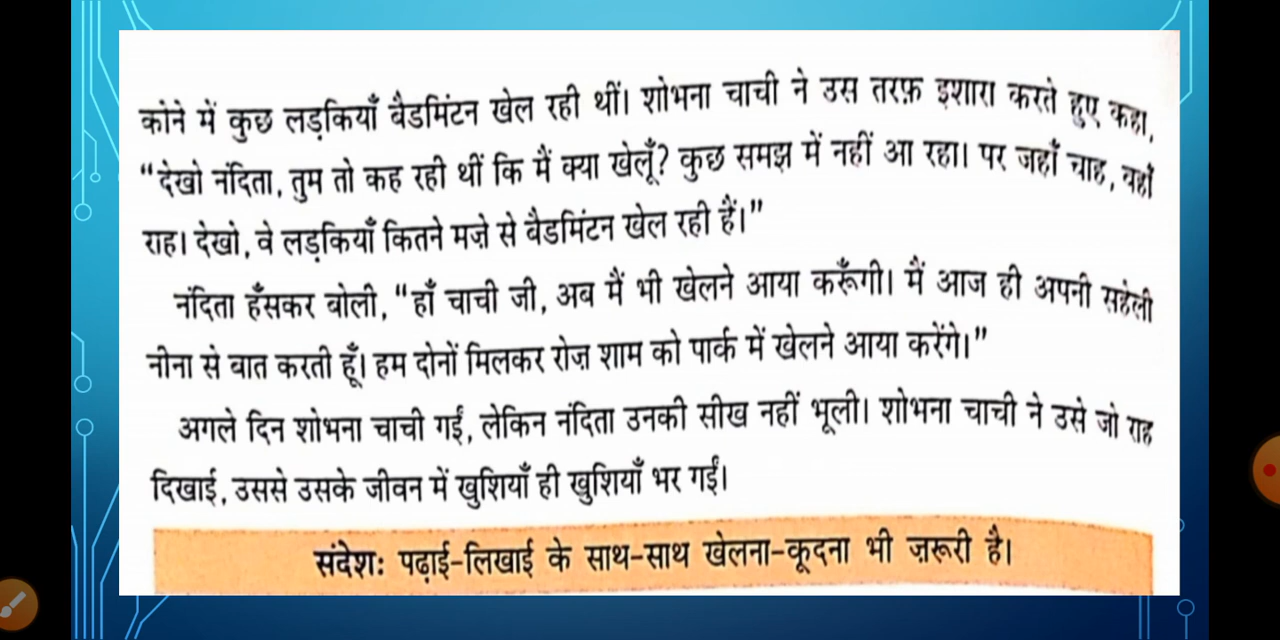 कोने में कुछ लड़कियाँ बैडमिंटन खेल रही थीं। शोभना चाची ने उस तरफ़ इशारा करते हुए कहा,
“देखो नंदिता, तुम तो कह रही थीं कि मैं क्या खेलूँ? कुछ समझ में नहीं आ रहा। पर जहाँ चाह, वहाँ
राह। देखो, वे लड़कियाँ कितने मज़े से बैडमिंटन खेल रही हैं।”
नंदिता हँसकर बोली, “हाँ चाची जी, अब मैं भी खेलने आया करूँगी। मैं आज ही अपनी सहेली
नीना से बात करती हूँ। हम दोनों मिलकर रोज़ शाम को पार्क में खेलने आया करेंगे।”
अगले दिन शोभना चाची गईं, लेकिन नंदिता उनकी सीख नहीं भूली। शोभना चाची ने उसे जो राह
दिखाई, उससे उसके जीवन में खुशियाँ ही खुशियाँ भर गईं।
संदेश: पढ़ाई-लिखाई के साथ-साथ खेलना-कूदना भी ज़रूरी है।